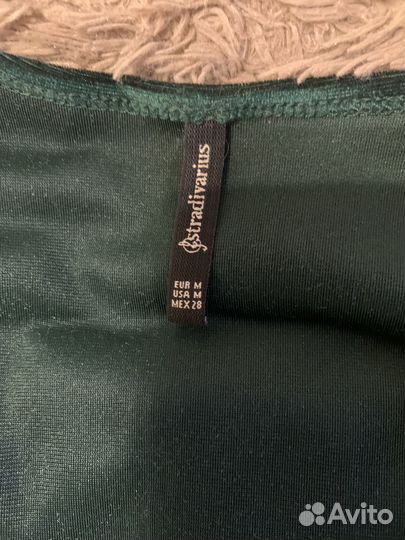 stradivarius
EUR M
USA M
MEX 28
Avito